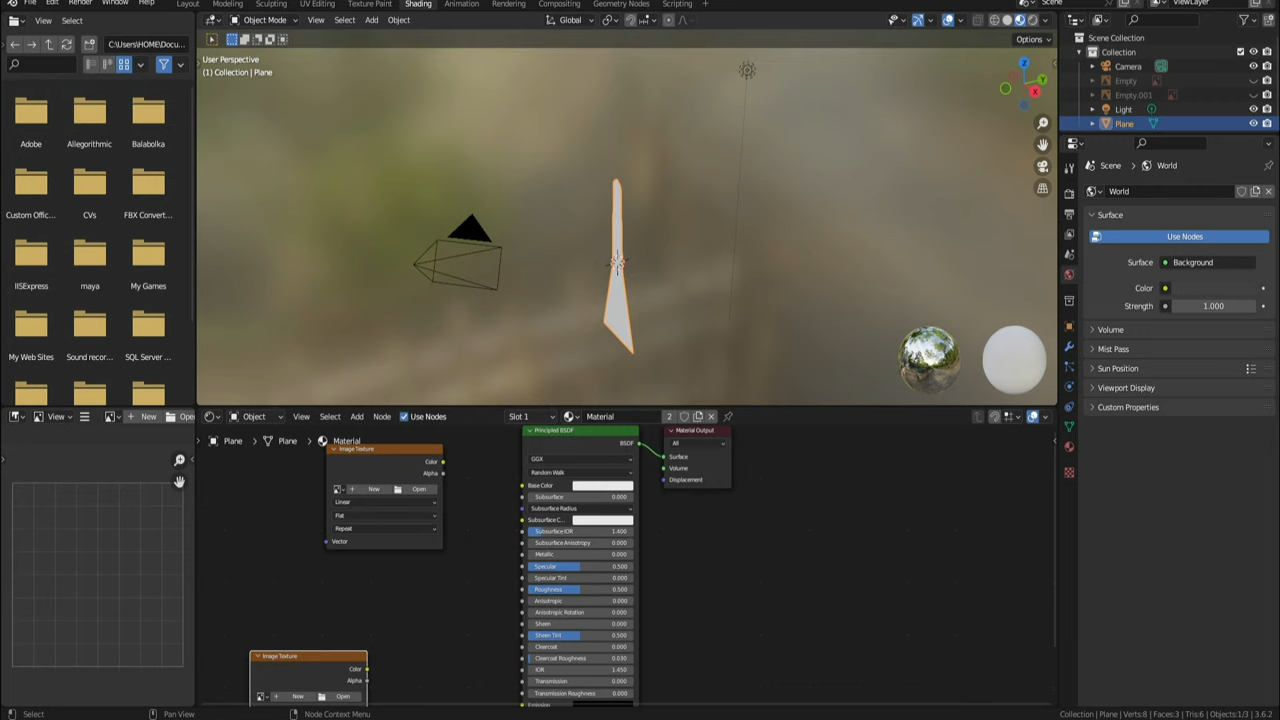 File Edit Render Window Help Layout Modeling Sculpting UV Editing Texture Paint Shading Animation Rendering Compositing Geometry Nodes Scripting Scene ViewLayer
View Select Object Mode View Select Add Object Global
C:\Users\HOME\Docu... Options
User Perspective
(1) Collection | Plane
Z
Y
X
Adobe Allegorithmic Balabolka
Custom Offic... CVs FBX Convert...
IISExpress maya My Games
My Web Sites Sound recor... SQL Server ...
Scene Collection
Collection
Camera
Empty
Empty.001
Light
Plane
Scene World
World
Surface
Use Nodes
Surface Background
Color
Strength 1.000
Volume
Mist Pass
Sun Position
Viewport Display
Custom Properties
View New Open Object View Select Add Node Use Nodes Slot 1 Material 2
Plane Plane Material
Image Texture
Color
Alpha
New Open
Linear
Flat
Repeat
Vector
Image Texture
Color
Alpha
New Open
Principled BSDF
BSDF
GGX
Random Walk
Base Color
Subsurface 0.000
Subsurface Radius
Subsurface C...
Subsurface IOR 1.400
Subsurface Anisotropy 0.000
Metallic 0.000
Specular 0.500
Specular Tint 0.000
Roughness 0.500
Anisotropic 0.000
Anisotropic Rotation 0.000
Sheen 0.000
Sheen Tint 0.500
Clearcoat 0.000
Clearcoat Roughness 0.030
IOR 1.450
Transmission 0.000
Transmission Roughness 0.000
Emission
Material Output
All
Surface
Volume
Displacement
Select Pan View Node Context Menu Collection | Plane | Verts:8 | Faces:3 | Tris:6 | Objects:1/3 | 3.6.2